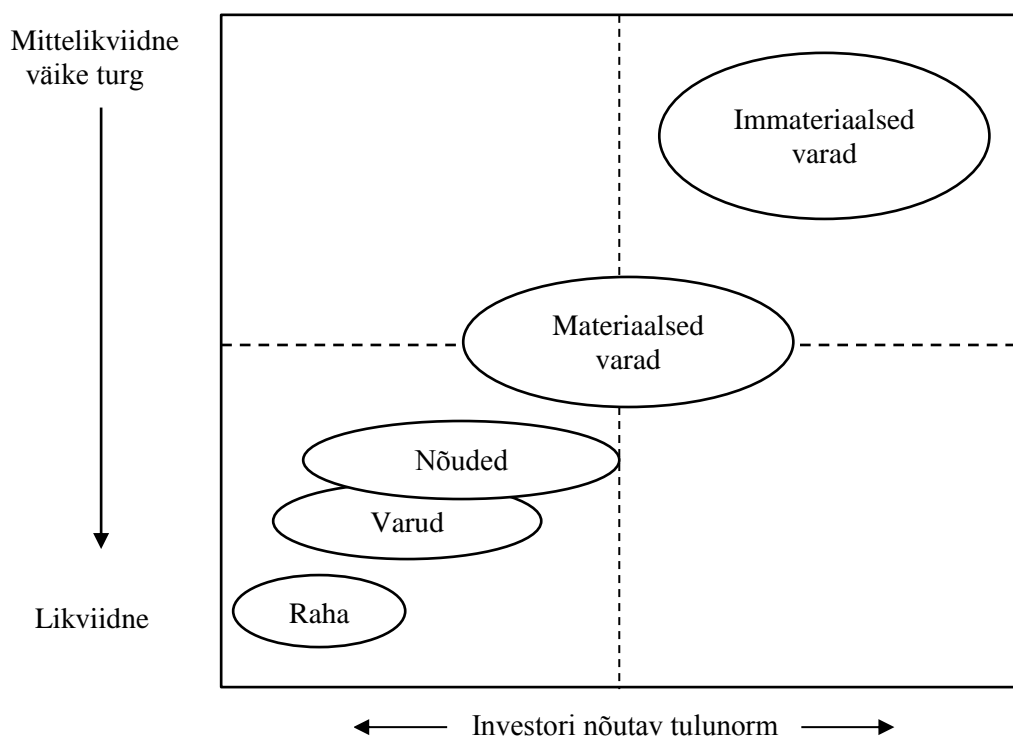 Mittelikviidne
väike turg
Immateriaalsed
varad
Materiaalsed
varad
Nõuded
Varud
Raha
Likviidne
Investori nõutav tulunorm